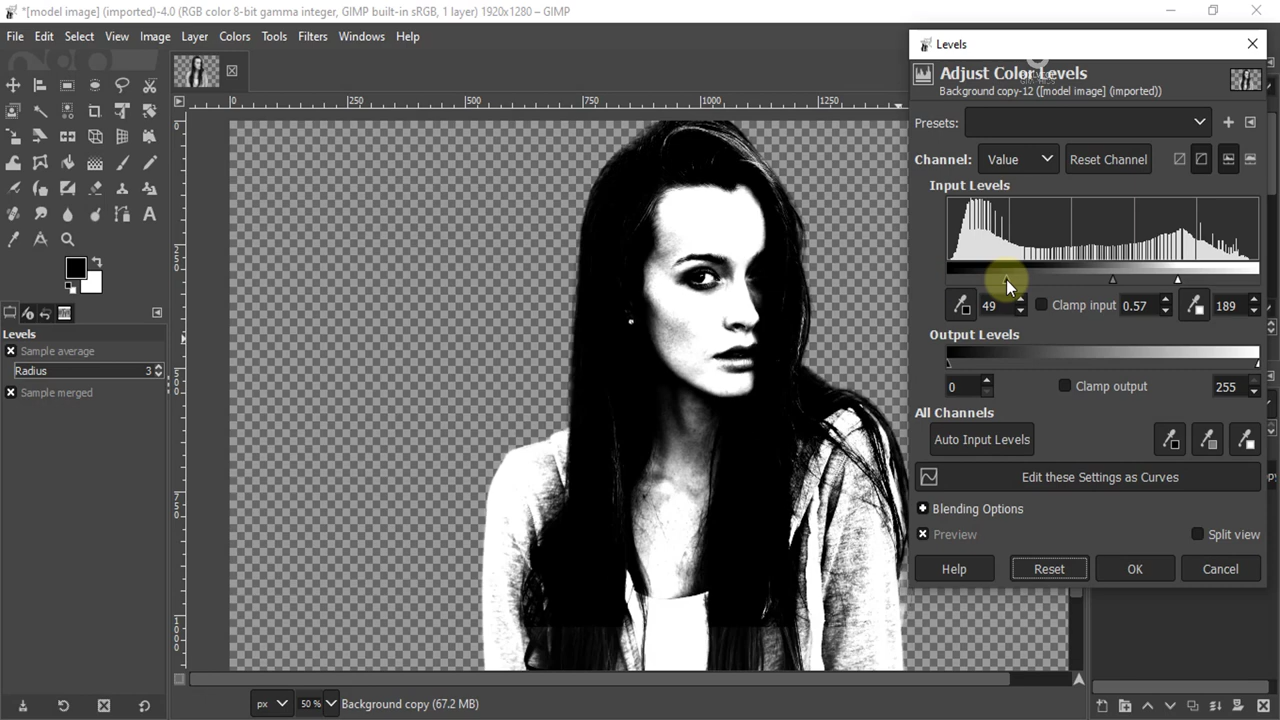 *[model image] (imported)-4.0 (RGB color 8-bit gamma integer, GIMP built-in sRGB, 1 layer) 1920x1280 – GIMP
File Edit Select View Image Layer Colors Tools Filters Windows Help
Levels
Adjust Color Levels
Background copy-12 ([model image] (imported))
Presets:
Channel: Value Reset Channel
Input Levels
49 Clamp input 0.57 189
Output Levels
0 Clamp output 255
All Channels
Auto Input Levels
Edit these Settings as Curves
Blending Options
Preview Split view
Help Reset OK Cancel
0 250 500 750 1000 1250
0
250
500
750
1000
Levels
Sample average
Radius 3
Sample merged
px 50 % Background copy (67.2 MB)